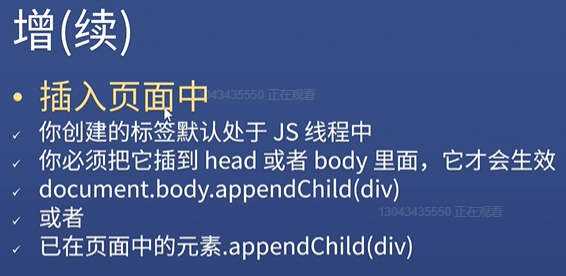 增(续)
• 插入页面中
13043435550 正在观看
✓ 你创建的标签默认处于 JS 线程中
✓ 你必须把它插到 head 或者 body 里面，它才会生效
✓ document.body.appendChild(div)
✓ 或者
13043435550 正在观看
✓ 已在页面中的元素.appendChild(div)